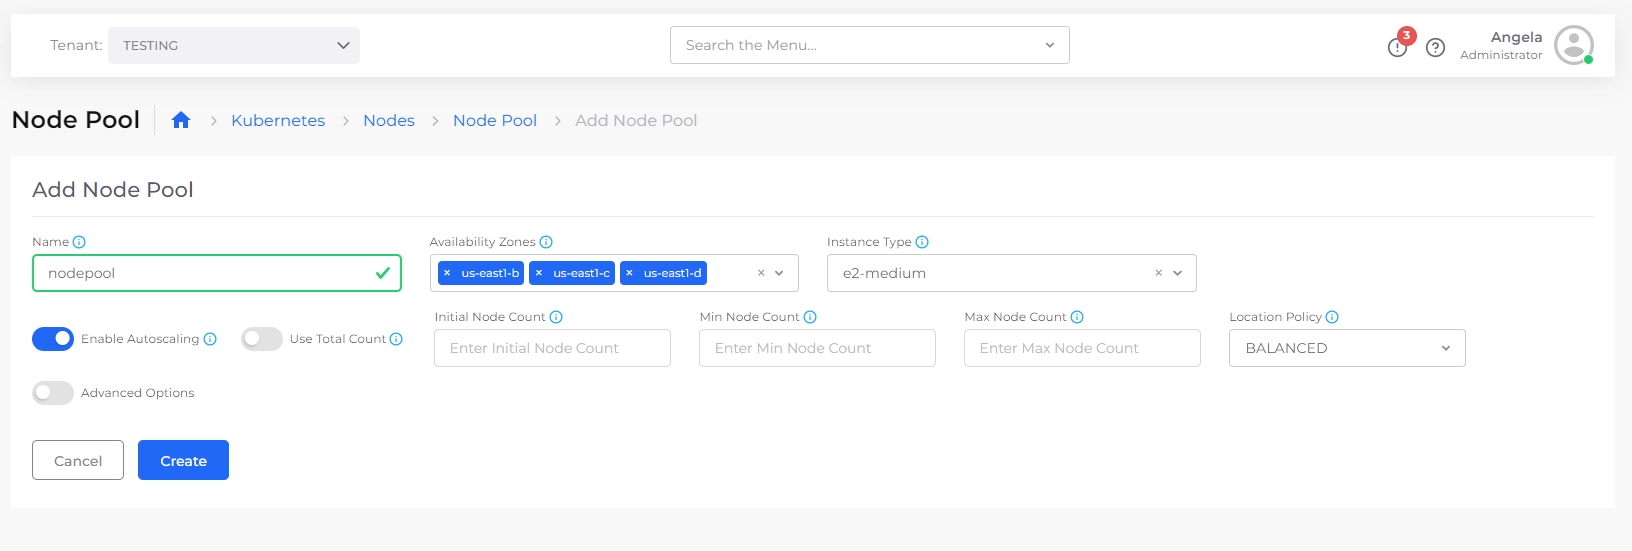 Tenant: TESTING Search the Menu... 3 Angela
Administrator
Node Pool Kubernetes Nodes Node Pool Add Node Pool
Add Node Pool
Name Availability Zones Instance Type
nodepool × us-east1-b × us-east1-c × us-east1-d × e2-medium ×
Enable Autoscaling Use Total Count Initial Node Count Min Node Count Max Node Count Location Policy
Enter Initial Node Count Enter Min Node Count Enter Max Node Count BALANCED
Advanced Options
Cancel Create